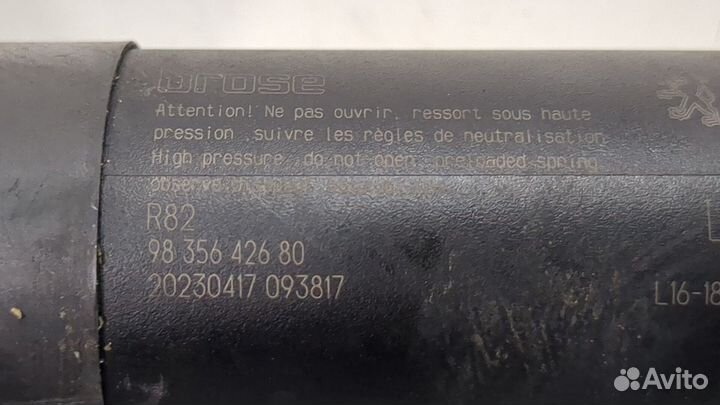 brose
Attention! Ne pas ouvrir, ressort sous haute
pression ,suivre les règles de neutralisation
High pressure, do not open, preloaded spring,
observe
R82
98 356 426 80
20230417 093817
L16-18
Avito